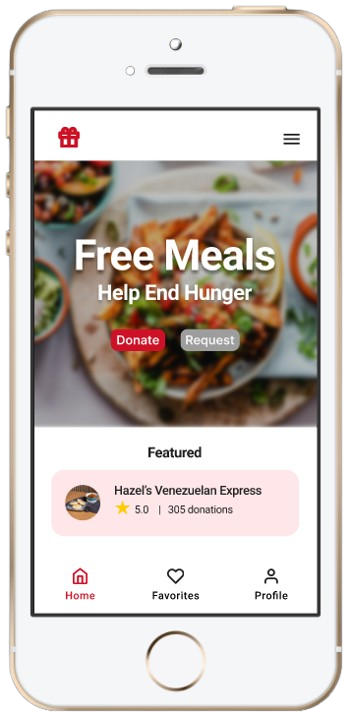 Free Meals
Help End Hunger
Donate Request
Featured
Hazel's Venezuelan Express
5.0 | 305 donations
Home Favorites Profile